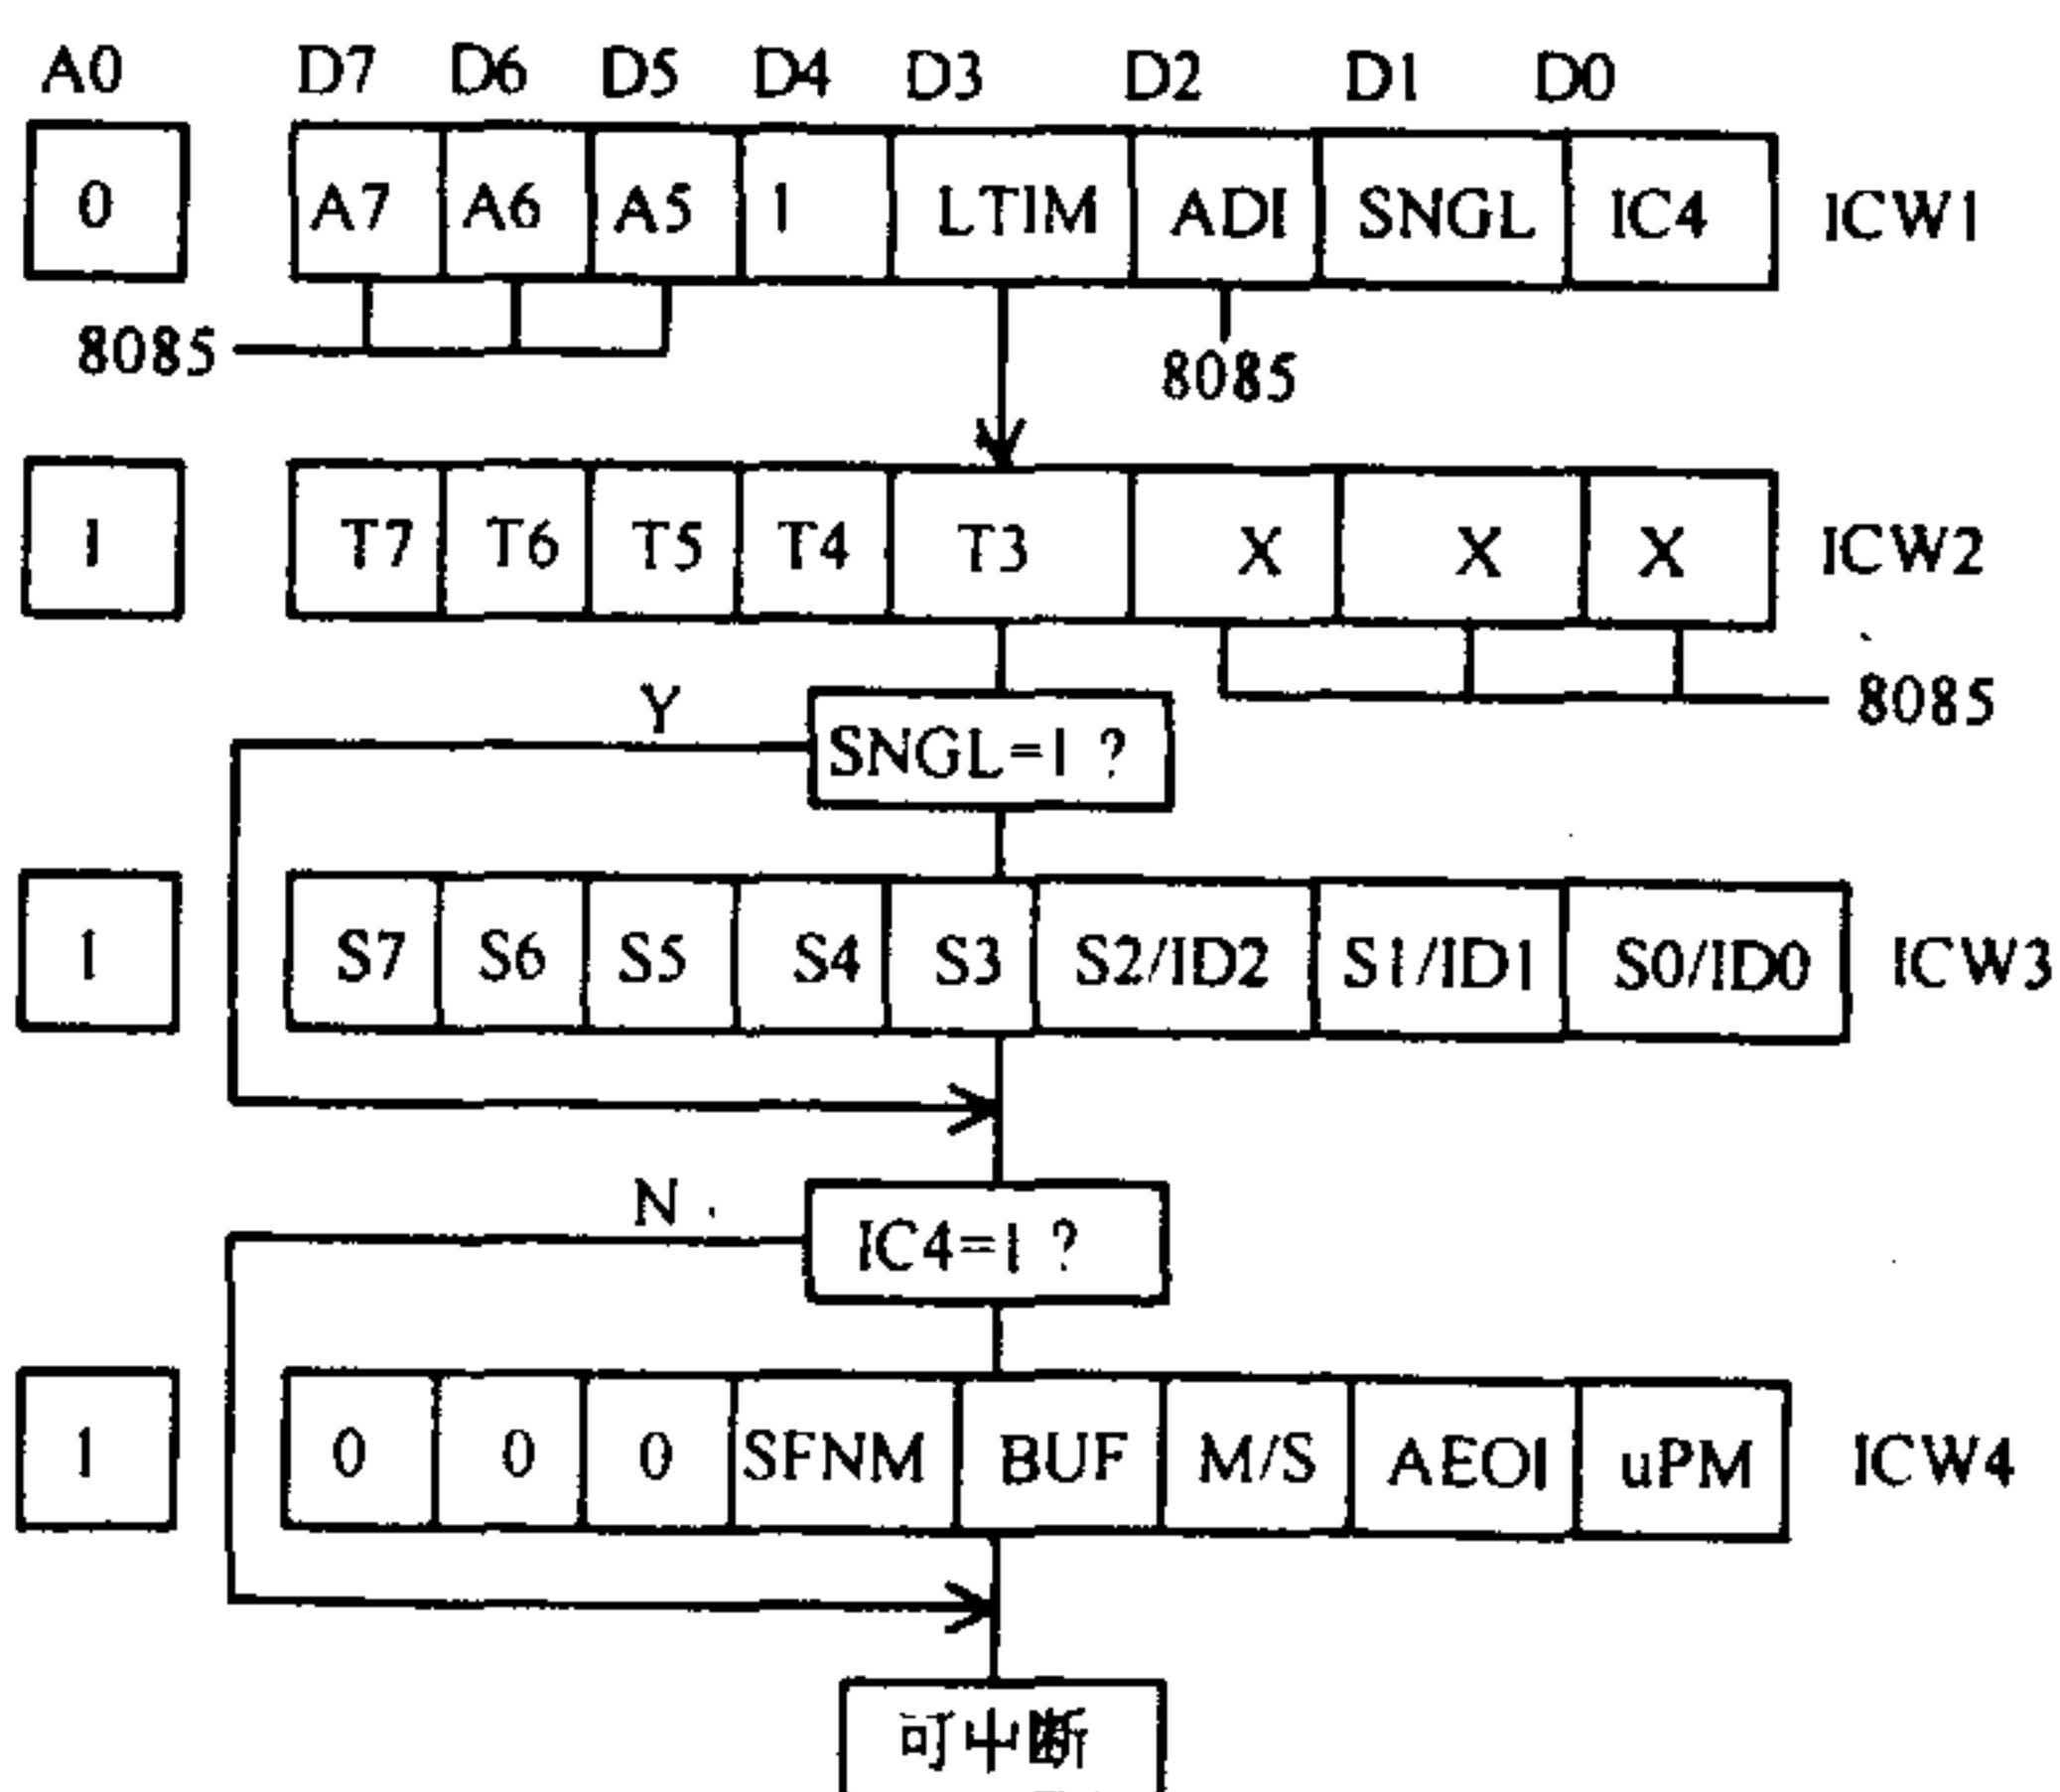 A0 D7 D6 D5 D4 D3 D2 D1 D0
0 A7 A6 A5 1 LTIM ADI SNGL IC4 ICW1
8085 8085
1 T7 T6 T5 T4 T3 X X X ICW2
8085
Y
SNGL=1 ?
1 S7 S6 S5 S4 S3 S2/ID2 S1/ID1 S0/ID0 ICW3
N
IC4=1 ?
1 0 0 0 SFNM BUF M/S AEOI uPM ICW4
可中断